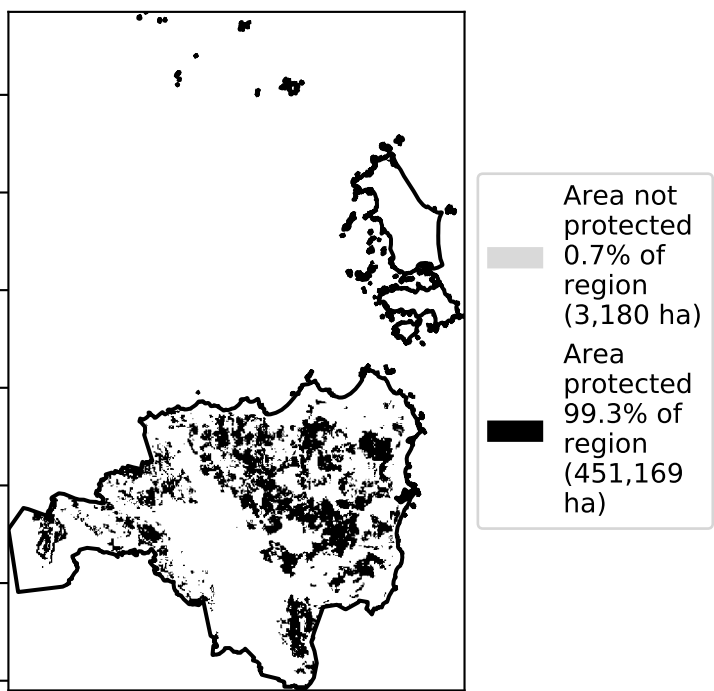 Area not
protected
0.7% of
region
(3,180 ha)
Area
protected
99.3% of
region
(451,169
ha)